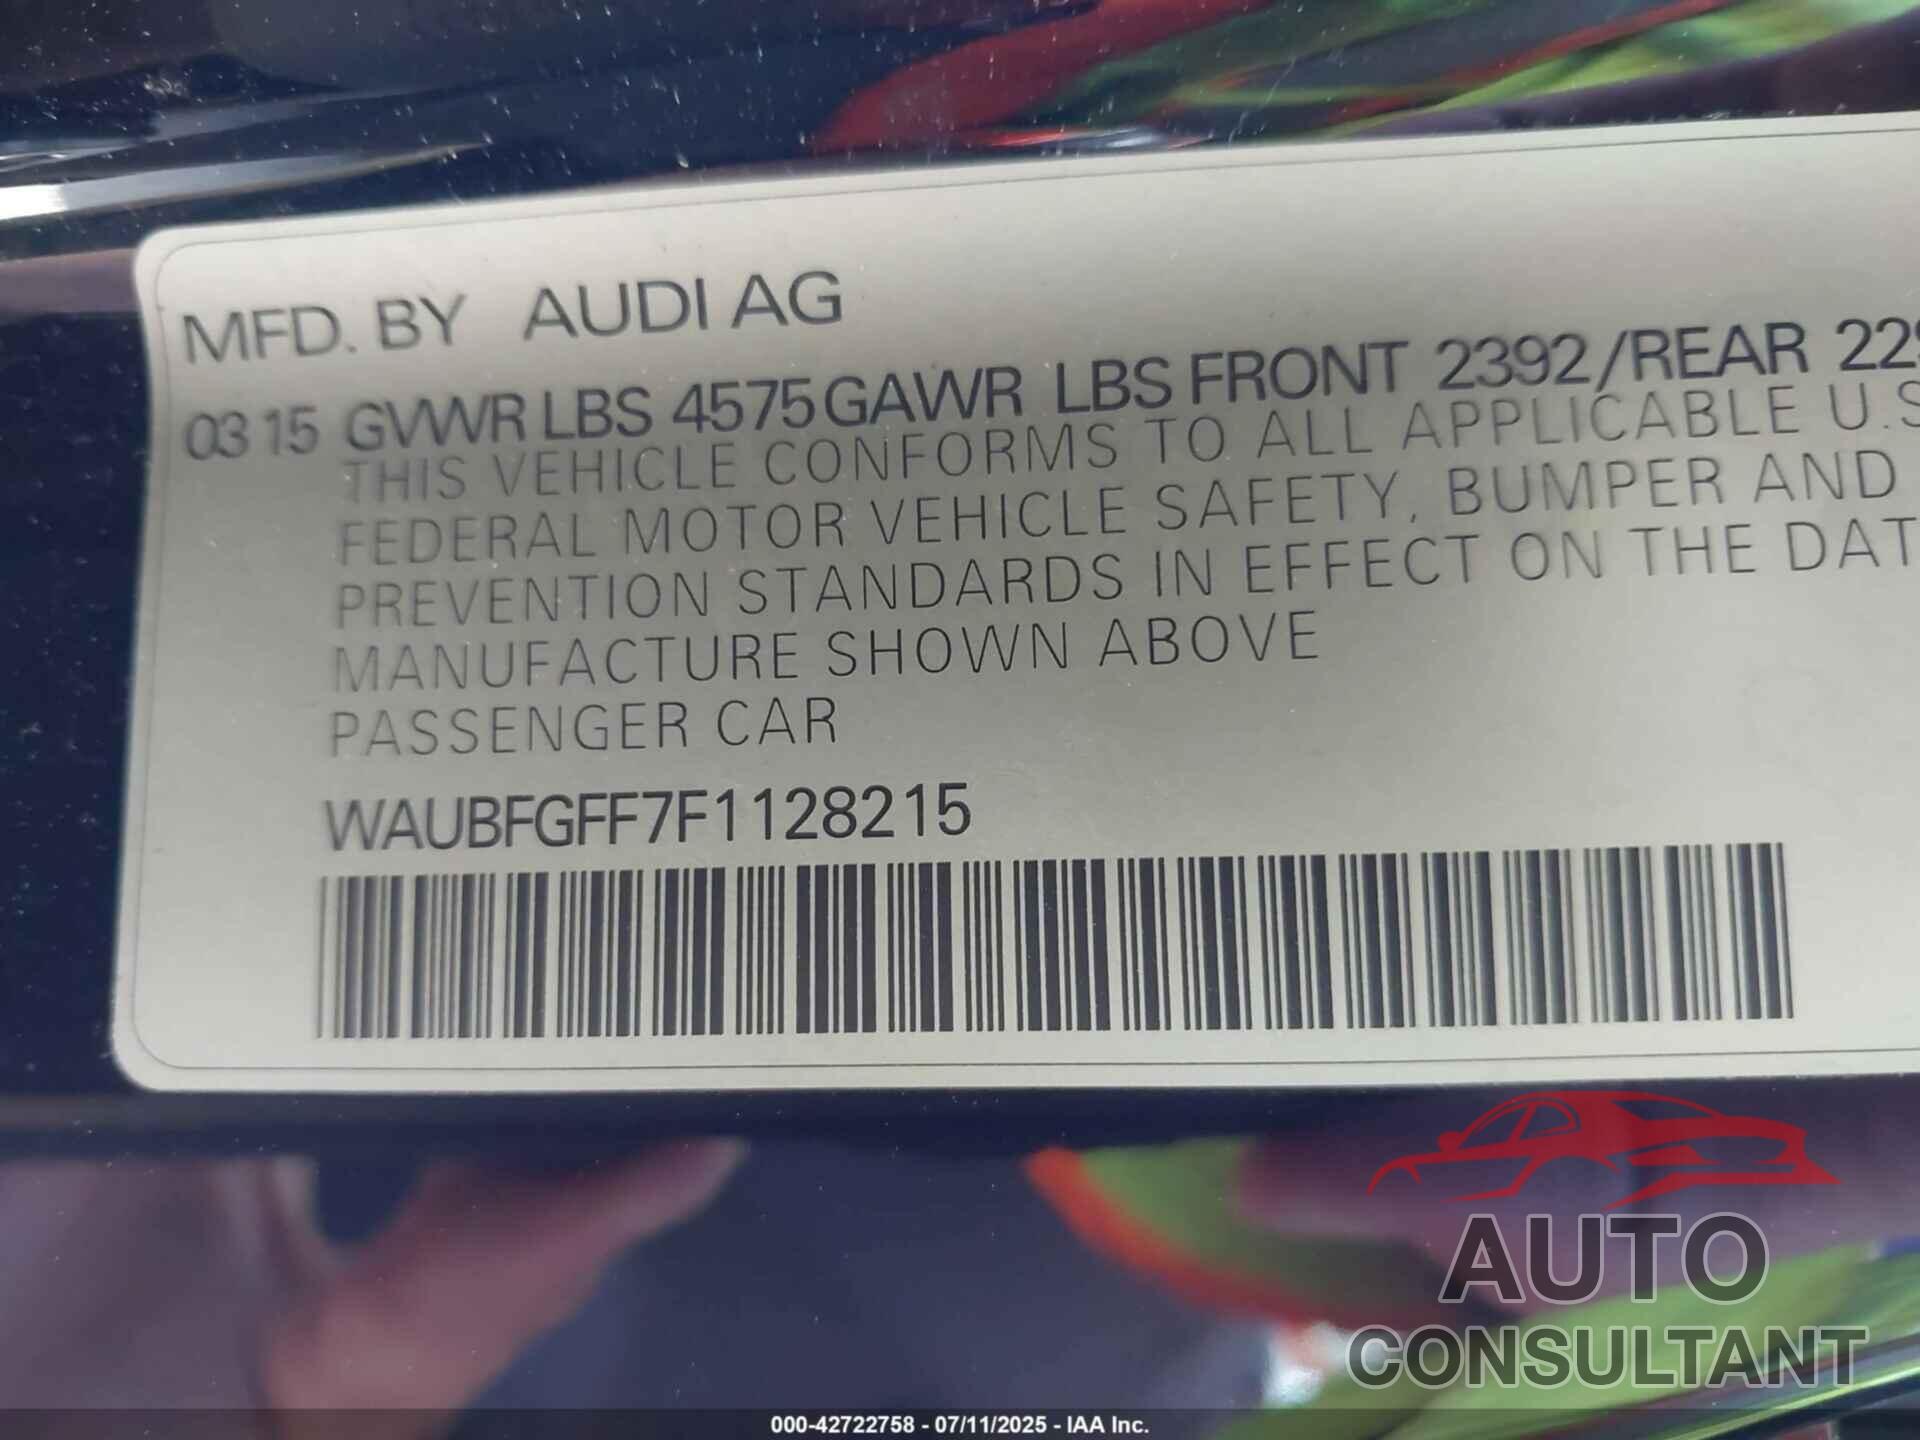 MFD. BY AUDI AG
03 15 GVWR LBS 4575 GAWR LBS FRONT 2392 /REAR 22
THIS VEHICLE CONFORMS TO ALL APPLICABLE U.S
FEDERAL MOTOR VEHICLE SAFETY, BUMPER AND
PREVENTION STANDARDS IN EFFECT ON THE DAT
MANUFACTURE SHOWN ABOVE
PASSENGER CAR
WAUBFGFF7F1128215
AUTO
CONSULTANT
000-42722758 - 07/11/2025 - IAA Inc.